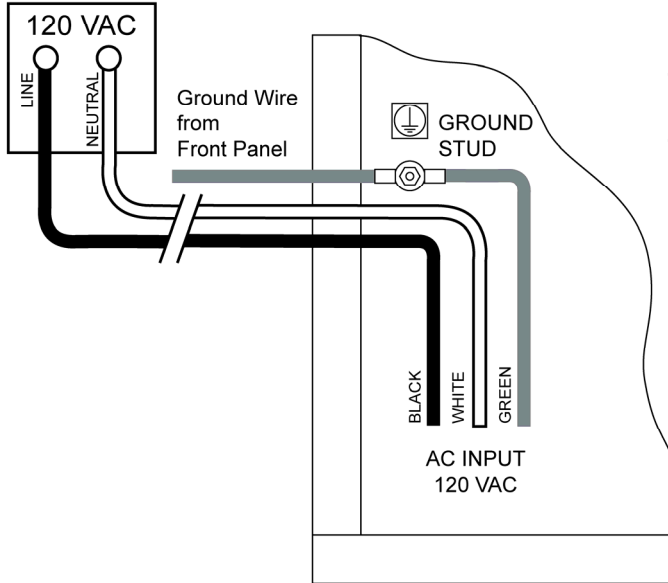 120 VAC
LINE
NEUTRAL
Ground Wire
from
Front Panel
GROUND
STUD
BLACK
WHITE
GREEN
AC INPUT
120 VAC